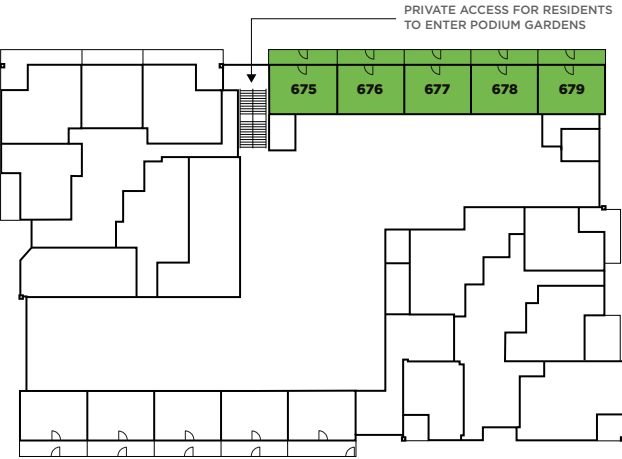 PRIVATE ACCESS FOR RESIDENTS
TO ENTER PODIUM GARDENS
675 676 677 678 679